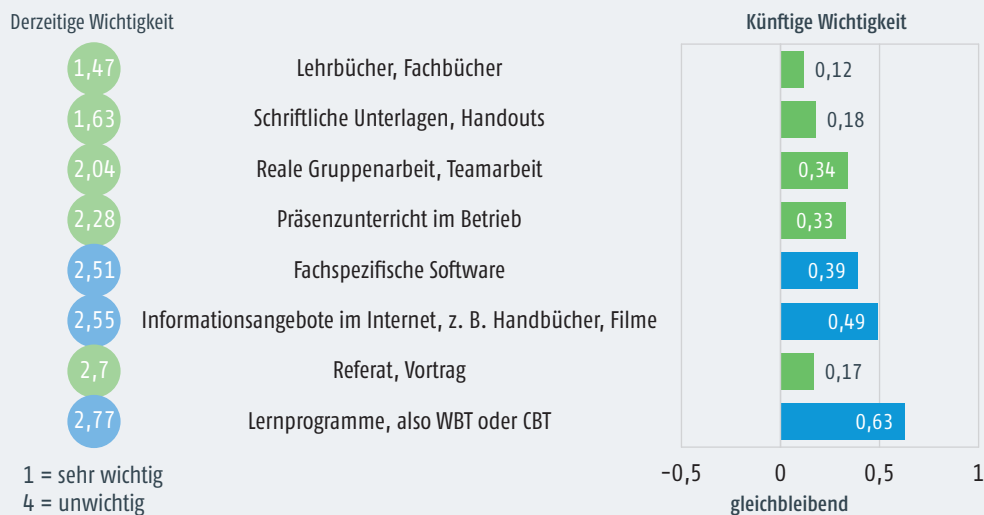 Derzeitige Wichtigkeit Künftige Wichtigkeit
1,47 Lehrbücher, Fachbücher 0,12
1,63 Schriftliche Unterlagen, Handouts 0,18
2,04 Reale Gruppenarbeit, Teamarbeit 0,34
2,28 Präsenzunterricht im Betrieb 0,33
2,51 Fachspezifische Software 0,39
2,55 Informationsangebote im Internet, z. B. Handbücher, Filme 0,49
2,7 Referat, Vortrag 0,17
2,77 Lernprogramme, also WBT oder CBT 0,63
1 = sehr wichtig −0,5 0 0,5 1
4 = unwichtig gleichbleibend